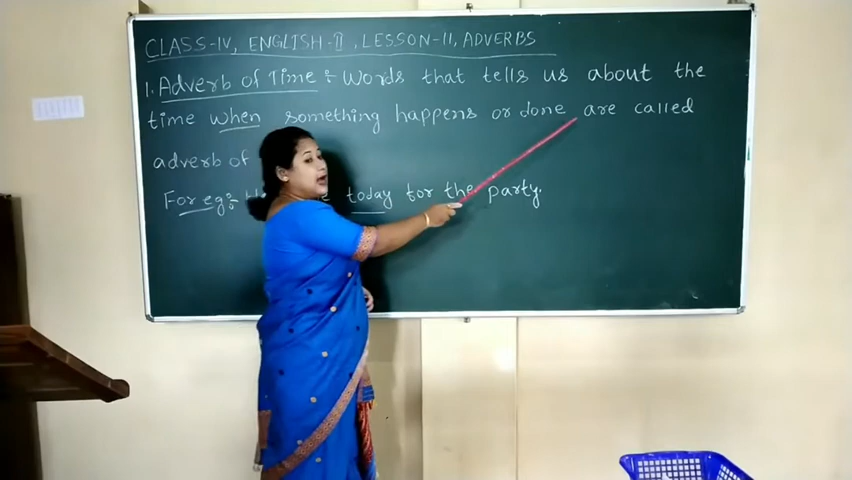 CLASS-IV, ENGLISH-II, LESSON-11, ADVERBS
1. Adverb of Time :- Words that tells us about the
time when something happens or done are called
adverb of
For eg:- today for the party.